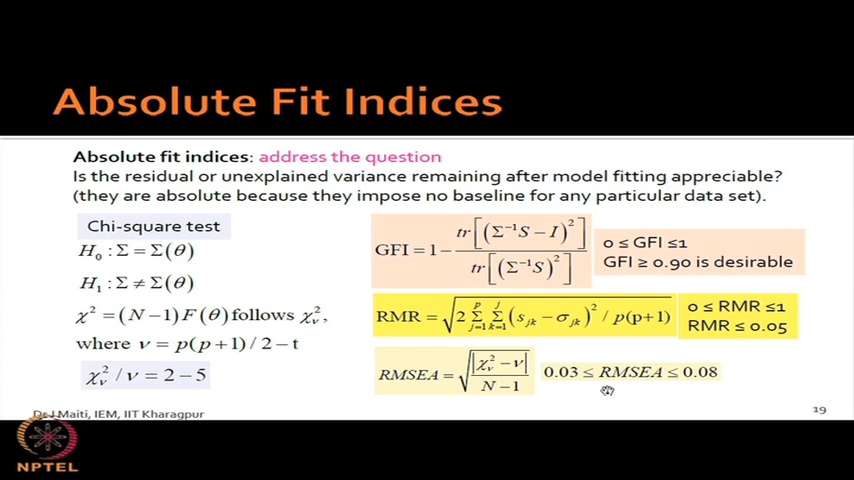 Absolute Fit Indices
Absolute fit indices: address the question
Is the residual or unexplained variance remaining after model fitting appreciable?
(they are absolute because they impose no baseline for any particular data set).
Chi-square test
H₀ : Σ = Σ(θ)
H₁ : Σ ≠ Σ(θ)
χ² = (N − 1) F(θ) follows χ²ᵥ,
where ν = p(p + 1) / 2 − t
χ²ᵥ / ν = 2 − 5
GFI = 1 − tr[(Σ⁻¹S − I)²] / tr[(Σ⁻¹S)²]
0 ≤ GFI ≤1
GFI ≥ 0.90 is desirable
RMR = √(2 Σⱼ₌₁ᵖ Σₖ₌₁ʲ (sⱼₖ − σⱼₖ)² / p(p+1))
0 ≤ RMR ≤1
RMR ≤ 0.05
RMSEA = √(|χ²ᵥ − ν| / N − 1)
0.03 ≤ RMSEA ≤ 0.08
Dr J Maiti, IEM, IIT Kharagpur
19
NPTEL